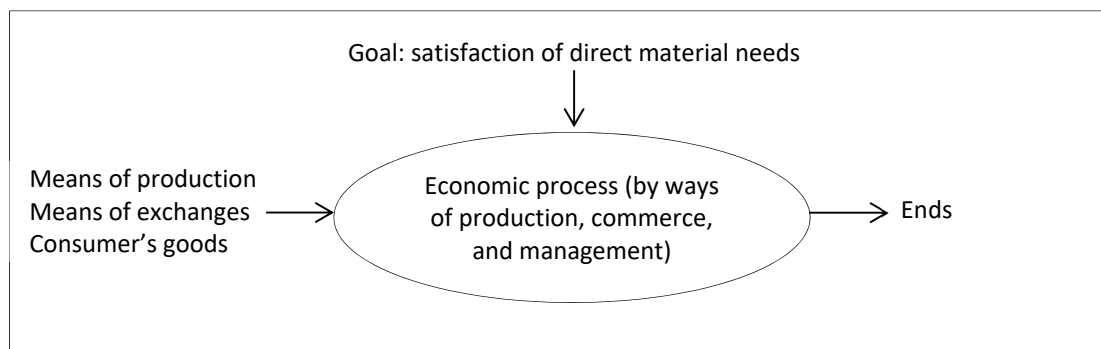 Goal: satisfaction of direct material needs
Means of production
Means of exchanges
Consumer’s goods
Economic process (by ways
of production, commerce,
and management)
Ends